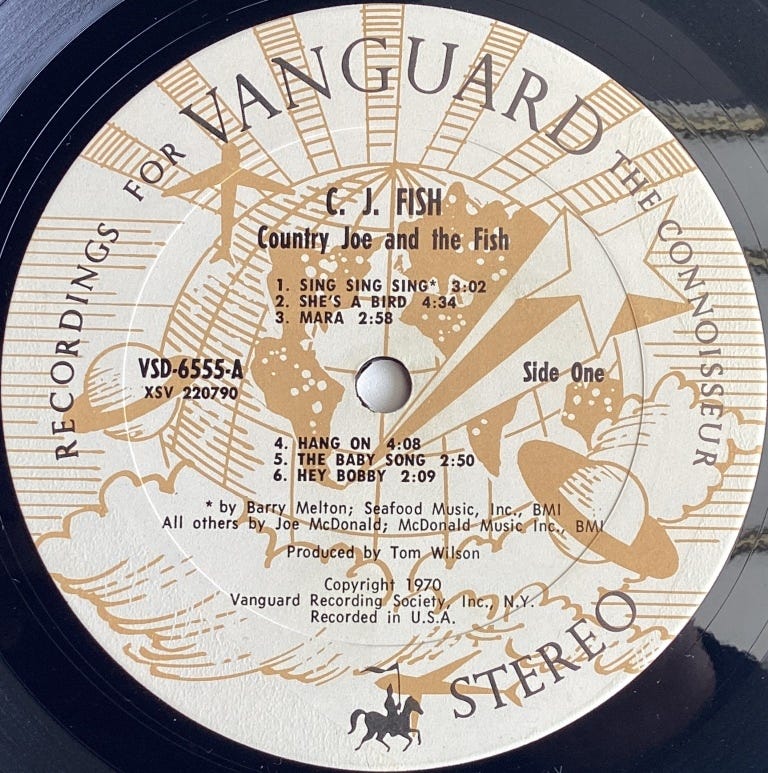 RECORDINGS FOR VANGUARD THE CONNOISSEUR
C. J. FISH
Country Joe and the Fish
1. SING SING SING* 3:02
2. SHE'S A BIRD 4:34
3. MARA 2:58
VSD-6555-A
XSV 220790
Side One
4. HANG ON 4:08
5. THE BABY SONG 2:50
6. HEY BOBBY 2:09
* by Barry Melton; Seafood Music, Inc., BMI
All others by Joe McDonald; McDonald Music Inc., BMI
Produced by Tom Wilson
Copyright 1970
Vanguard Recording Society, Inc., N.Y.
Recorded in U.S.A.
STEREO